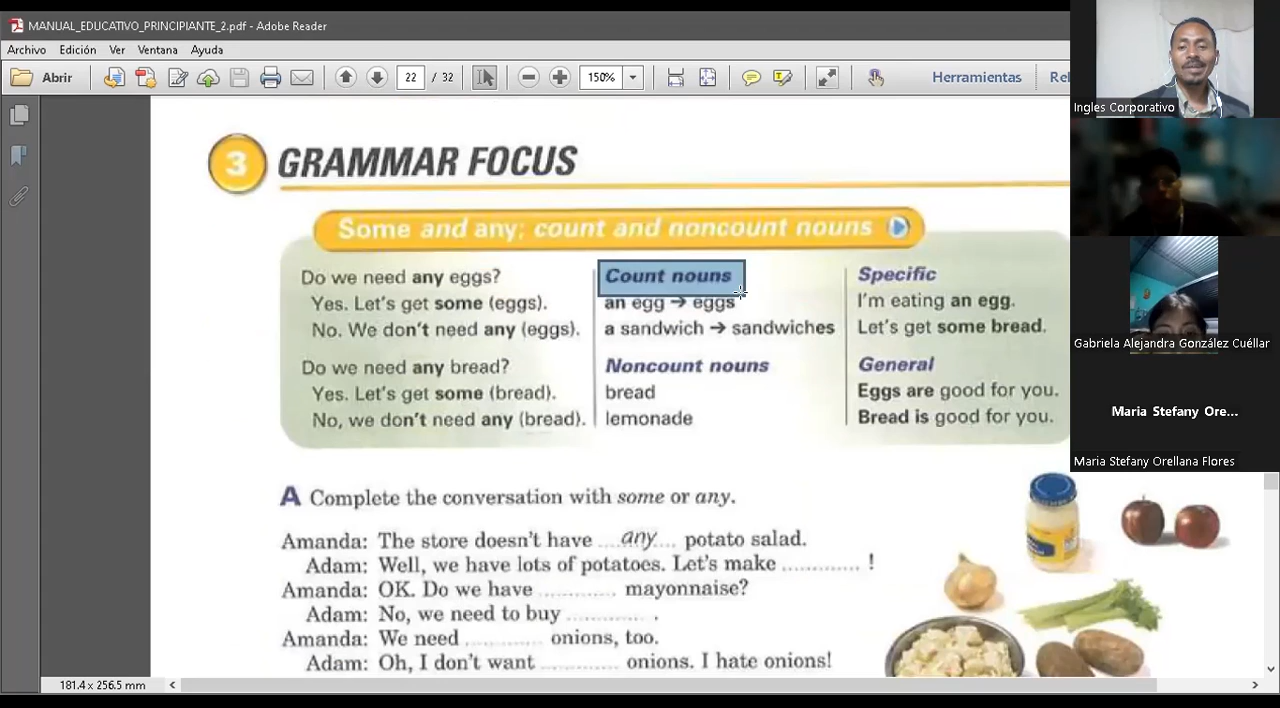 MANUAL_EDUCATIVO_PRINCIPIANTE_2.pdf - Adobe Reader
Archivo Edición Ver Ventana Ayuda
Abrir 22 / 32 150% Herramientas
3 GRAMMAR FOCUS
Some and any; count and noncount nouns
Do we need any eggs?
Yes. Let's get some (eggs).
No. We don't need any (eggs).
Do we need any bread?
Yes. Let's get some (bread).
No, we don't need any (bread).
Count nouns
an egg → eggs
a sandwich → sandwiches
Noncount nouns
bread
lemonade
Specific
I'm eating an egg.
Let's get some bread.
General
Eggs are good for you.
Bread is good for you.
A Complete the conversation with some or any.
Amanda: The store doesn't have ....any.... potato salad.
Adam: Well, we have lots of potatoes. Let's make ............ !
Amanda: OK. Do we have ............ mayonnaise?
Adam: No, we need to buy ............ .
Amanda: We need ............ onions, too.
Adam: Oh, I don't want ............ onions. I hate onions!
181.4 x 256.5 mm
Ingles Corporativo
Gabriela Alejandra González Cuéllar
Maria Stefany Ore...
Maria Stefany Orellana Flores